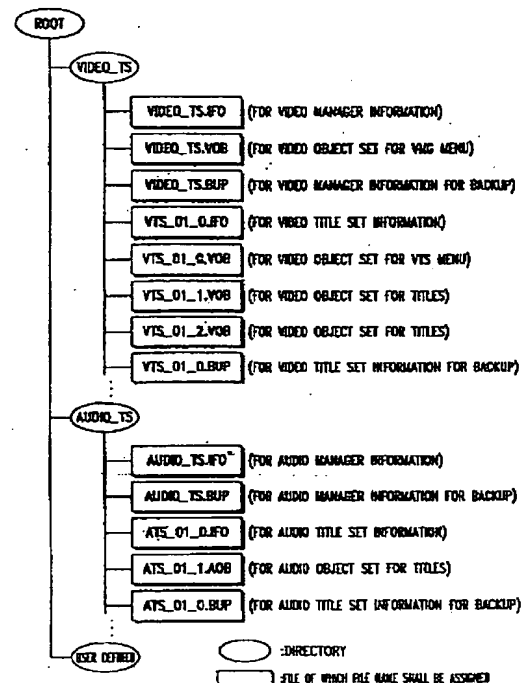 ROOT
VIDEO_TS
VIDEO_TS.IFO (FOR VIDEO MANAGER INFORMATION)
VIDEO_TS.VOB (FOR VIDEO OBJECT SET FOR VMG MENU)
VIDEO_TS.BUP (FOR VIDEO MANAGER INFORMATION FOR BACKUP)
VTS_01_0.IFO (FOR VIDEO TITLE SET INFORMATION)
VTS_01_0.VOB (FOR VIDEO OBJECT SET FOR VTS MENU)
VTS_01_1.VOB (FOR VIDEO OBJECT SET FOR TITLES)
VTS_01_2.VOB (FOR VIDEO OBJECT SET FOR TITLES)
VTS_01_0.BUP (FOR VIDEO TITLE SET INFORMATION FOR BACKUP)
AUDIO_TS
AUDIO_TS.IFO (FOR AUDIO MANAGER INFORMATION)
AUDIO_TS.BUP (FOR AUDIO MANAGER INFORMATION FOR BACKUP)
ATS_01_0.IFO (FOR AUDIO TITLE SET INFORMATION)
ATS_01_1.AOB (FOR AUDIO OBJECT SET FOR TITLES)
ATS_01_0.BUP (FOR AUDIO TITLE SET INFORMATION FOR BACKUP)
USER DEFINED
:DIRECTORY
:FILE OF WHICH FILE NAME SHALL BE ASSIGNED